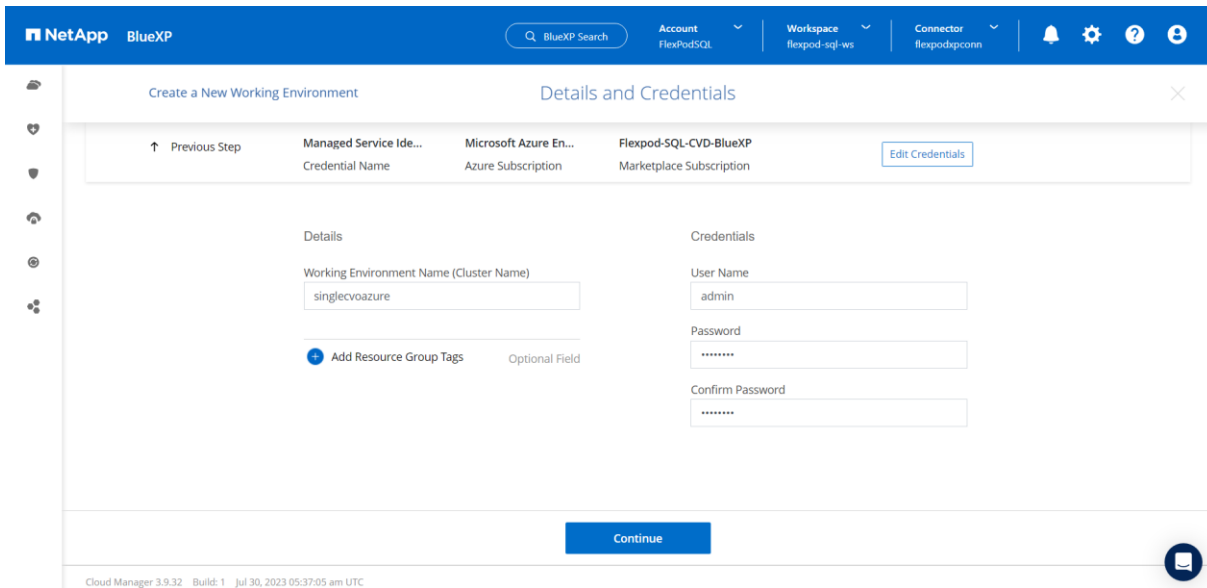 NetApp BlueXP
BlueXP Search
Account
FlexPodSQL
Workspace
flexpod-sql-ws
Connector
flexpodxpconn
Create a New Working Environment
Details and Credentials
Previous Step
Managed Service Ide...
Credential Name
Microsoft Azure En...
Azure Subscription
Flexpod-SQL-CVD-BlueXP
Marketplace Subscription
Edit Credentials
Details
Working Environment Name (Cluster Name)
singlecvoazure
Add Resource Group Tags
Optional Field
Credentials
User Name
admin
Password
••••••••
Confirm Password
••••••••
Continue
Cloud Manager 3.9.32 Build: 1 Jul 30, 2023 05:37:05 am UTC